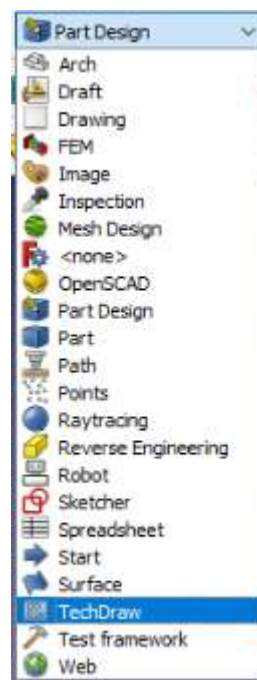 Part Design
Arch
Draft
Drawing
FEM
Image
Inspection
Mesh Design
<none>
OpenSCAD
Part Design
Part
Path
Points
Raytracing
Reverse Engineering
Robot
Sketcher
Spreadsheet
Start
Surface
TechDraw
Test framework
Web